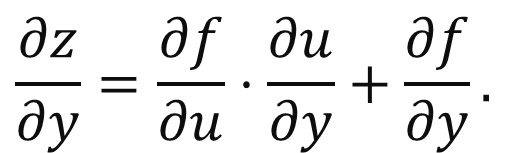 ∂z/∂y = ∂f/∂u · ∂u/∂y + ∂f/∂y.